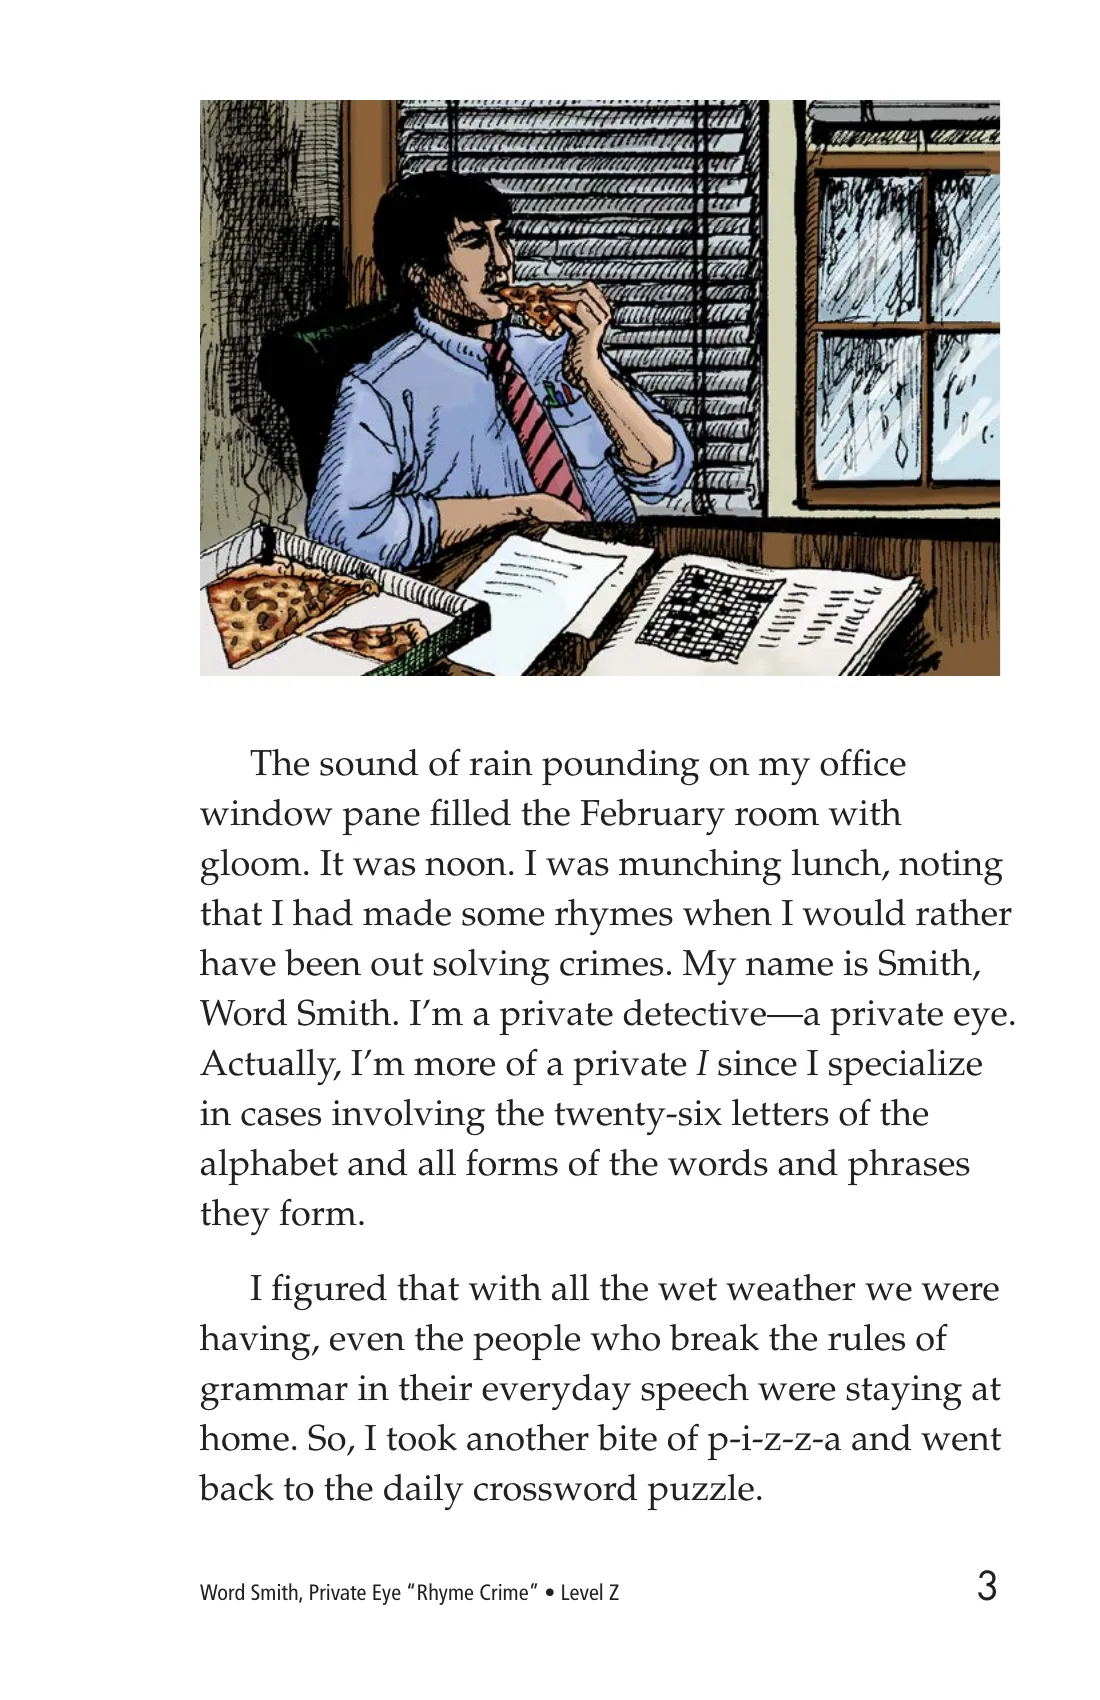 The sound of rain pounding on my office
window pane filled the February room with
gloom. It was noon. I was munching lunch, noting
that I had made some rhymes when I would rather
have been out solving crimes. My name is Smith,
Word Smith. I’m a private detective—a private eye.
Actually, I’m more of a private I since I specialize
in cases involving the twenty-six letters of the
alphabet and all forms of the words and phrases
they form.
I figured that with all the wet weather we were
having, even the people who break the rules of
grammar in their everyday speech were staying at
home. So, I took another bite of p-i-z-z-a and went
back to the daily crossword puzzle.
Word Smith, Private Eye “Rhyme Crime” • Level Z
3